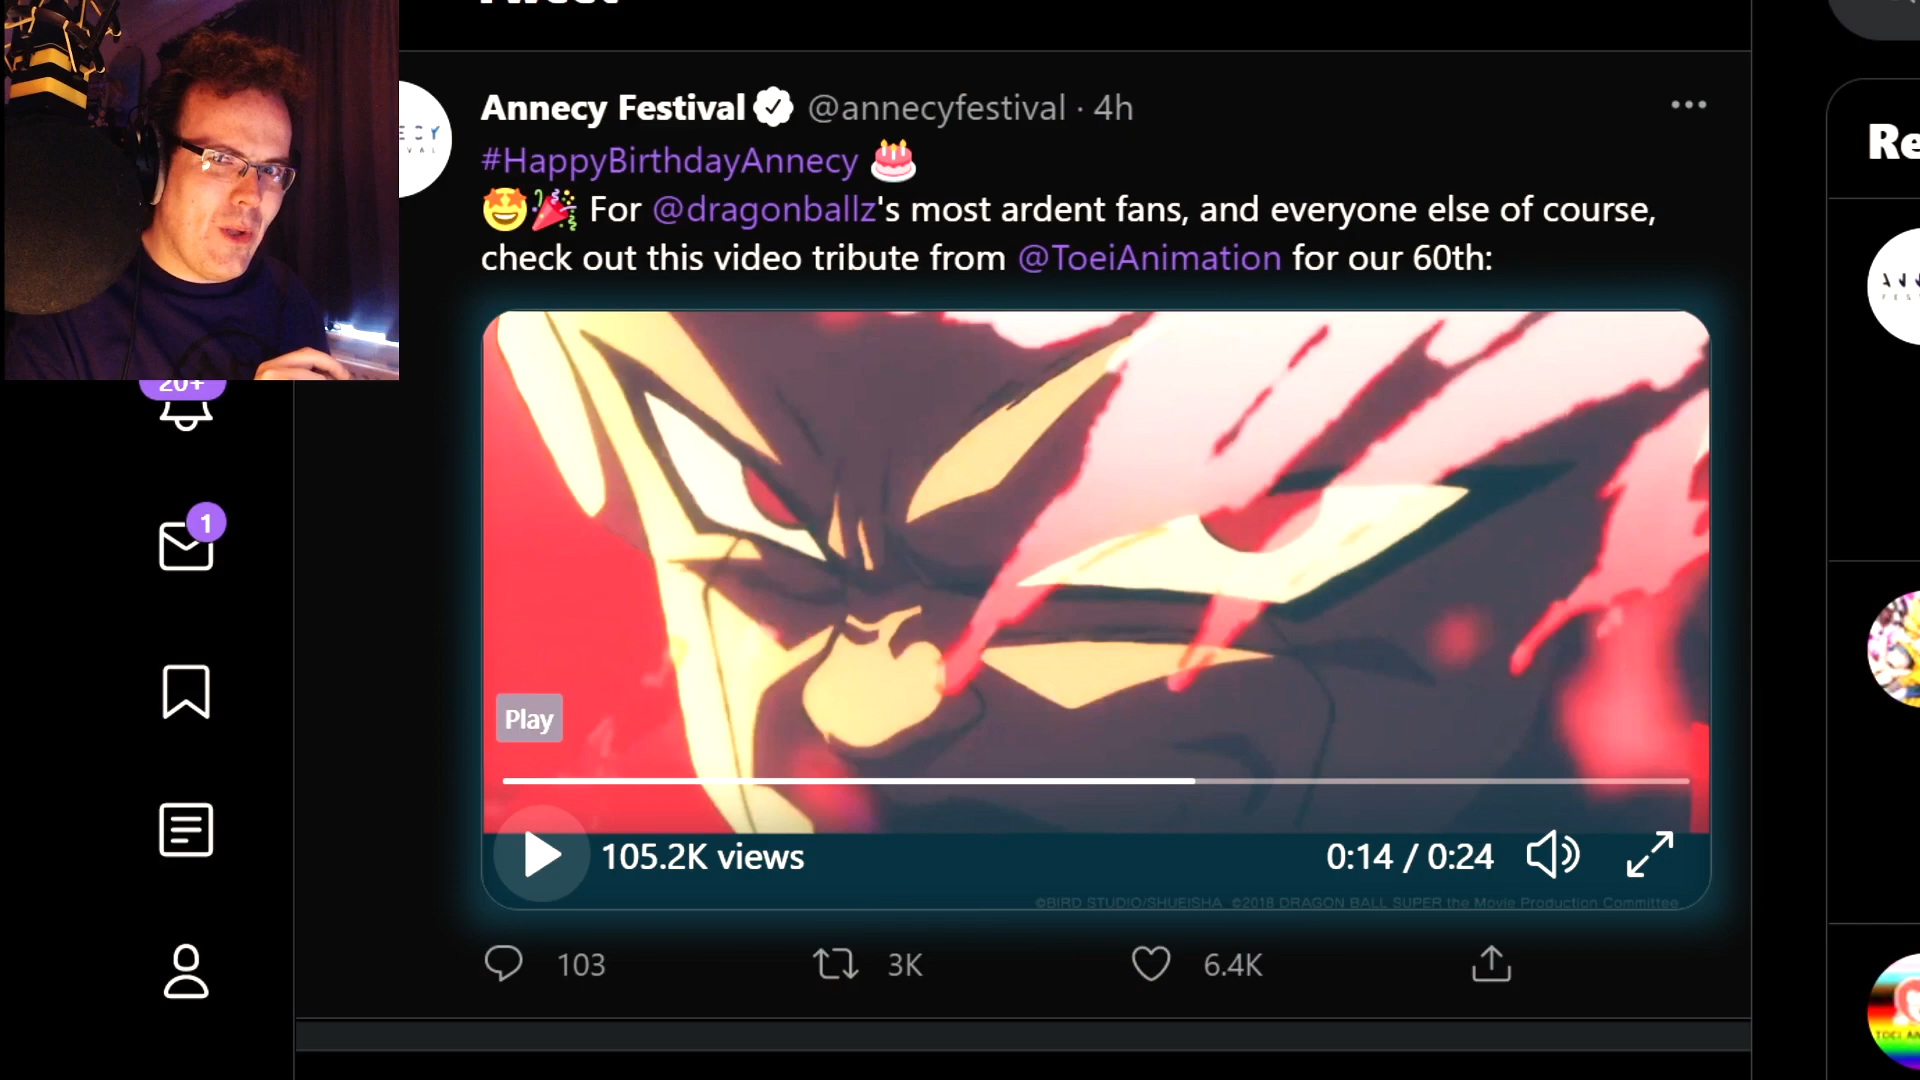 Tweet
Annecy Festival @annecyfestival · 4h
#HappyBirthdayAnnecy
For @dragonballz's most ardent fans, and everyone else of course,
check out this video tribute from @ToeiAnimation for our 60th:
20+
1
Play
105.2K views
0:14 / 0:24
©BIRD STUDIO/SHUEISHA ©2018 DRAGON BALL SUPER the Movie Production Committee
103
3K
6.4K
Re